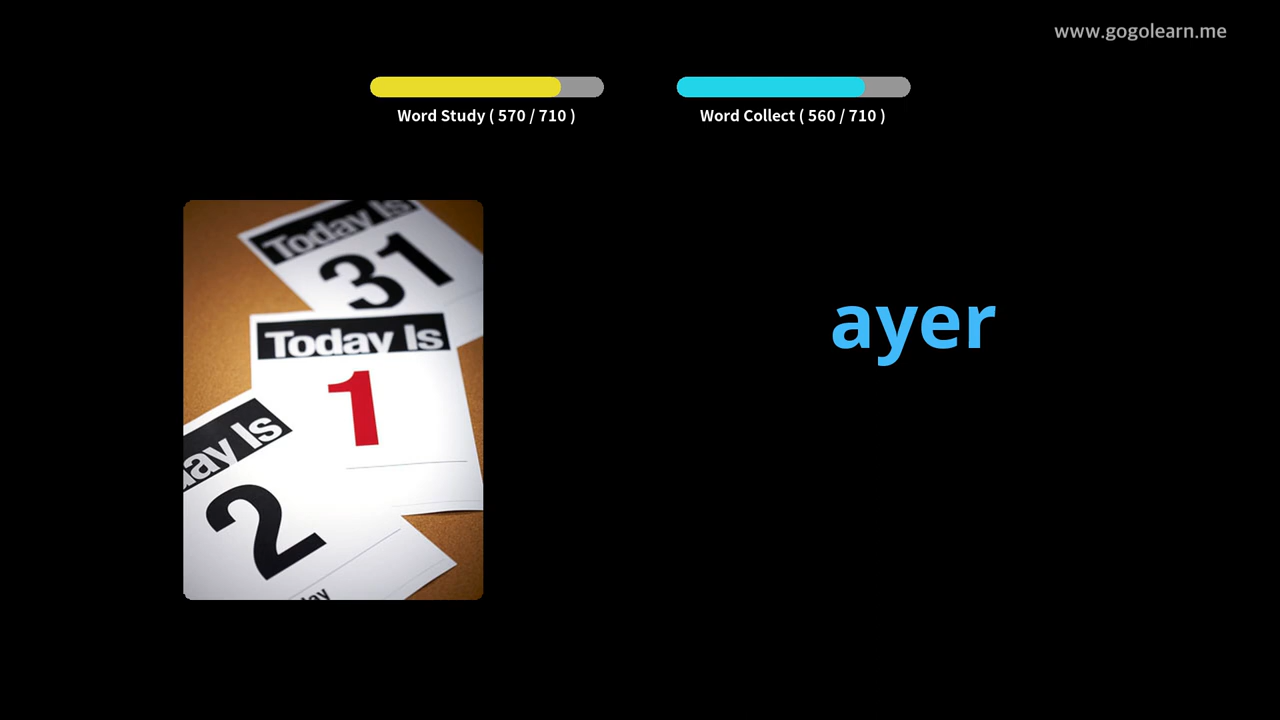 www.gogolearn.me
Word Study ( 570 / 710 )
Word Collect ( 560 / 710 )
Today Is
31
Today Is
1
ay Is
2
ayer